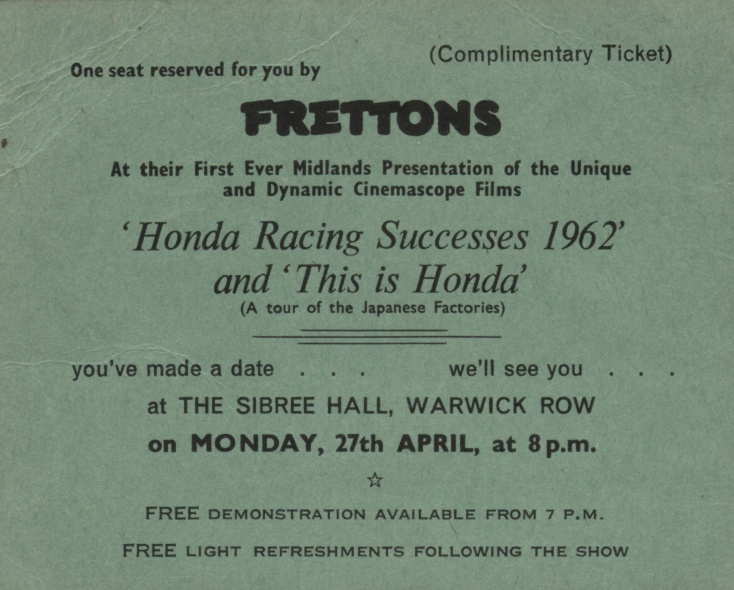 (Complimentary Ticket)
One seat reserved for you by
FRETTONS
At their First Ever Midlands Presentation of the Unique
and Dynamic Cinemascope Films
‘Honda Racing Successes 1962’
and ‘This is Honda’
(A tour of the Japanese Factories)
you've made a date . . . we'll see you . . .
at THE SIBREE HALL, WARWICK ROW
on MONDAY, 27th APRIL, at 8 p.m.
FREE DEMONSTRATION AVAILABLE FROM 7 P.M.
FREE LIGHT REFRESHMENTS FOLLOWING THE SHOW